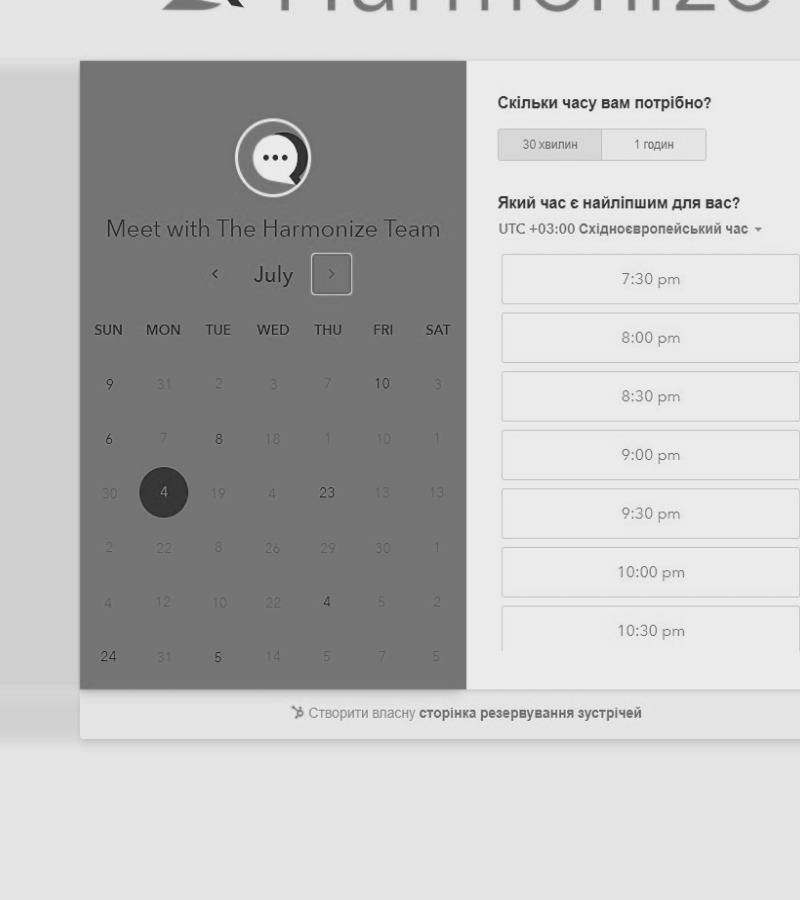 Harmonize
Meet with The Harmonize Team
July
SUN MON TUE WED THU FRI SAT
9 31 2 3 7 10 3
6 7 8 18 1 10 1
30 4 19 4 23 13 13
2 22 8 26 29 30 1
4 12 10 22 4 5 2
24 31 5 14 5 7 5
Скільки часу вам потрібно?
30 хвилин 1 годин
Який час є найліпшим для вас?
UTC +03:00 Східноєвропейський час
7:30 pm
8:00 pm
8:30 pm
9:00 pm
9:30 pm
10:00 pm
10:30 pm
Створити власну сторінка резервування зустрічей